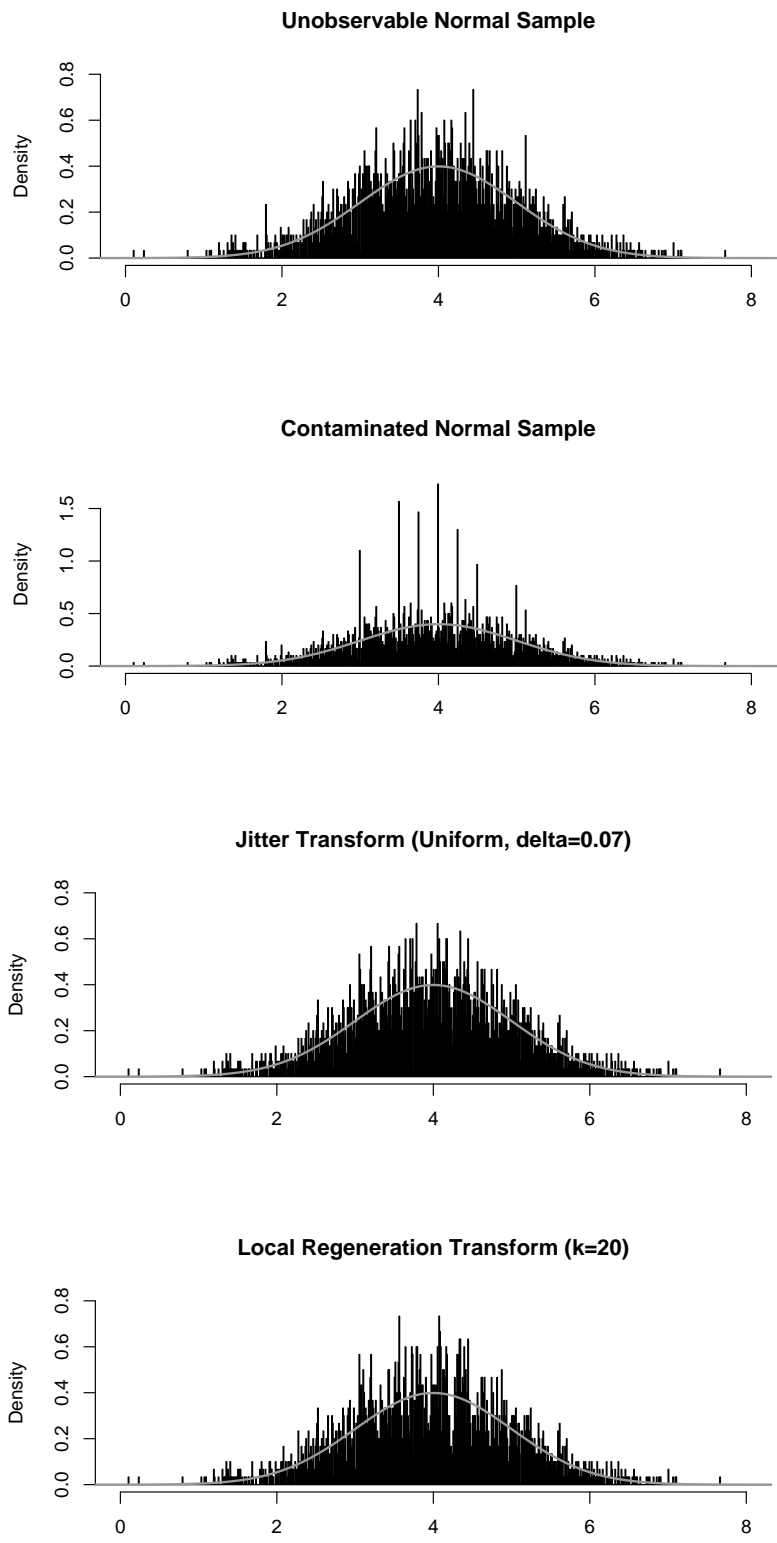 Unobservable Normal Sample
Density
0.0 0.2 0.4 0.6 0.8
0 2 4 6 8
Contaminated Normal Sample
Density
0.0 0.5 1.0 1.5
0 2 4 6 8
Jitter Transform (Uniform, delta=0.07)
Density
0.0 0.2 0.4 0.6 0.8
0 2 4 6 8
Local Regeneration Transform (k=20)
Density
0.0 0.2 0.4 0.6 0.8
0 2 4 6 8